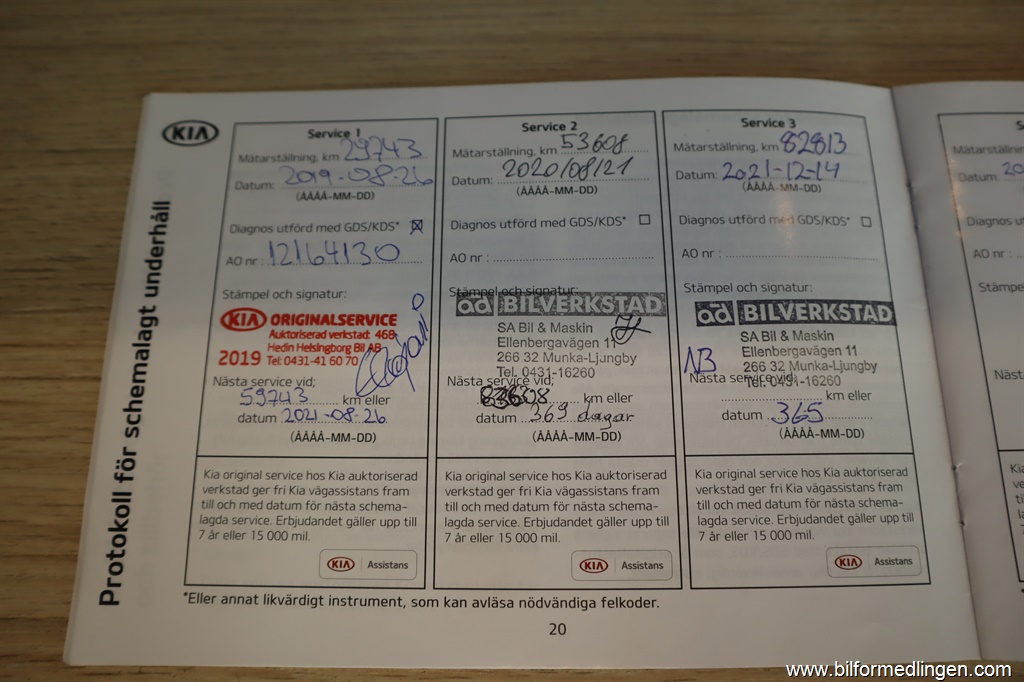 KIA
Protokoll för schemalagt underhåll
Service 1
Mätarställning, km 29743
Datum: 2019-08-26
(ÅÅÅÅ-MM-DD)
Diagnos utförd med GDS/KDS*
AO nr : 12164130
Stämpel och signatur:
KIA ORIGINALSERVICE
Auktoriserad verkstad: 468
Hedin Helsingborg Bil AB
2019 Tel: 0431-41 60 70
Nästa service vid;
59743 km eller
datum 2021-08-26
(ÅÅÅÅ-MM-DD)
Kia original service hos Kia auktoriserad
verkstad ger fri Kia vägassistans fram
till och med datum för nästa schema-
lagda service. Erbjudandet gäller upp till
7 år eller 15 000 mil.
KIA Assistans
Service 2
Mätarställning, km 53608
Datum: 2020/08/21
(ÅÅÅÅ-MM-DD)
Diagnos utförd med GDS/KDS*
AO nr :
Stämpel och signatur:
ad BILVERKSTAD
SA Bil & Maskin
Ellenbergavägen 11
266 32 Munka-Ljungby
Tel. 0431-16260
Nästa service vid;
km eller
datum 369 dagar
(ÅÅÅÅ-MM-DD)
Kia original service hos Kia auktoriserad
verkstad ger fri Kia vägassistans fram
till och med datum för nästa schema-
lagda service. Erbjudandet gäller upp till
7 år eller 15 000 mil.
KIA Assistans
Service 3
Mätarställning, km 82813
Datum: 2021-12-14
(ÅÅÅÅ-MM-DD)
Diagnos utförd med GDS/KDS*
AO nr :
Stämpel och signatur:
ad BILVERKSTAD
SA Bil & Maskin
Ellenbergavägen 11
NB 266 32 Munka-Ljungby
Tel. 0431-16260
Nästa service vid;
km eller
datum 365
(ÅÅÅÅ-MM-DD)
Kia original service hos Kia auktoriserad
verkstad ger fri Kia vägassistans fram
till och med datum för nästa schema-
lagda service. Erbjudandet gäller upp till
7 år eller 15 000 mil.
KIA Assistans
*Eller annat likvärdigt instrument, som kan avläsa nödvändiga felkoder.
20
www.bilformedlingen.com